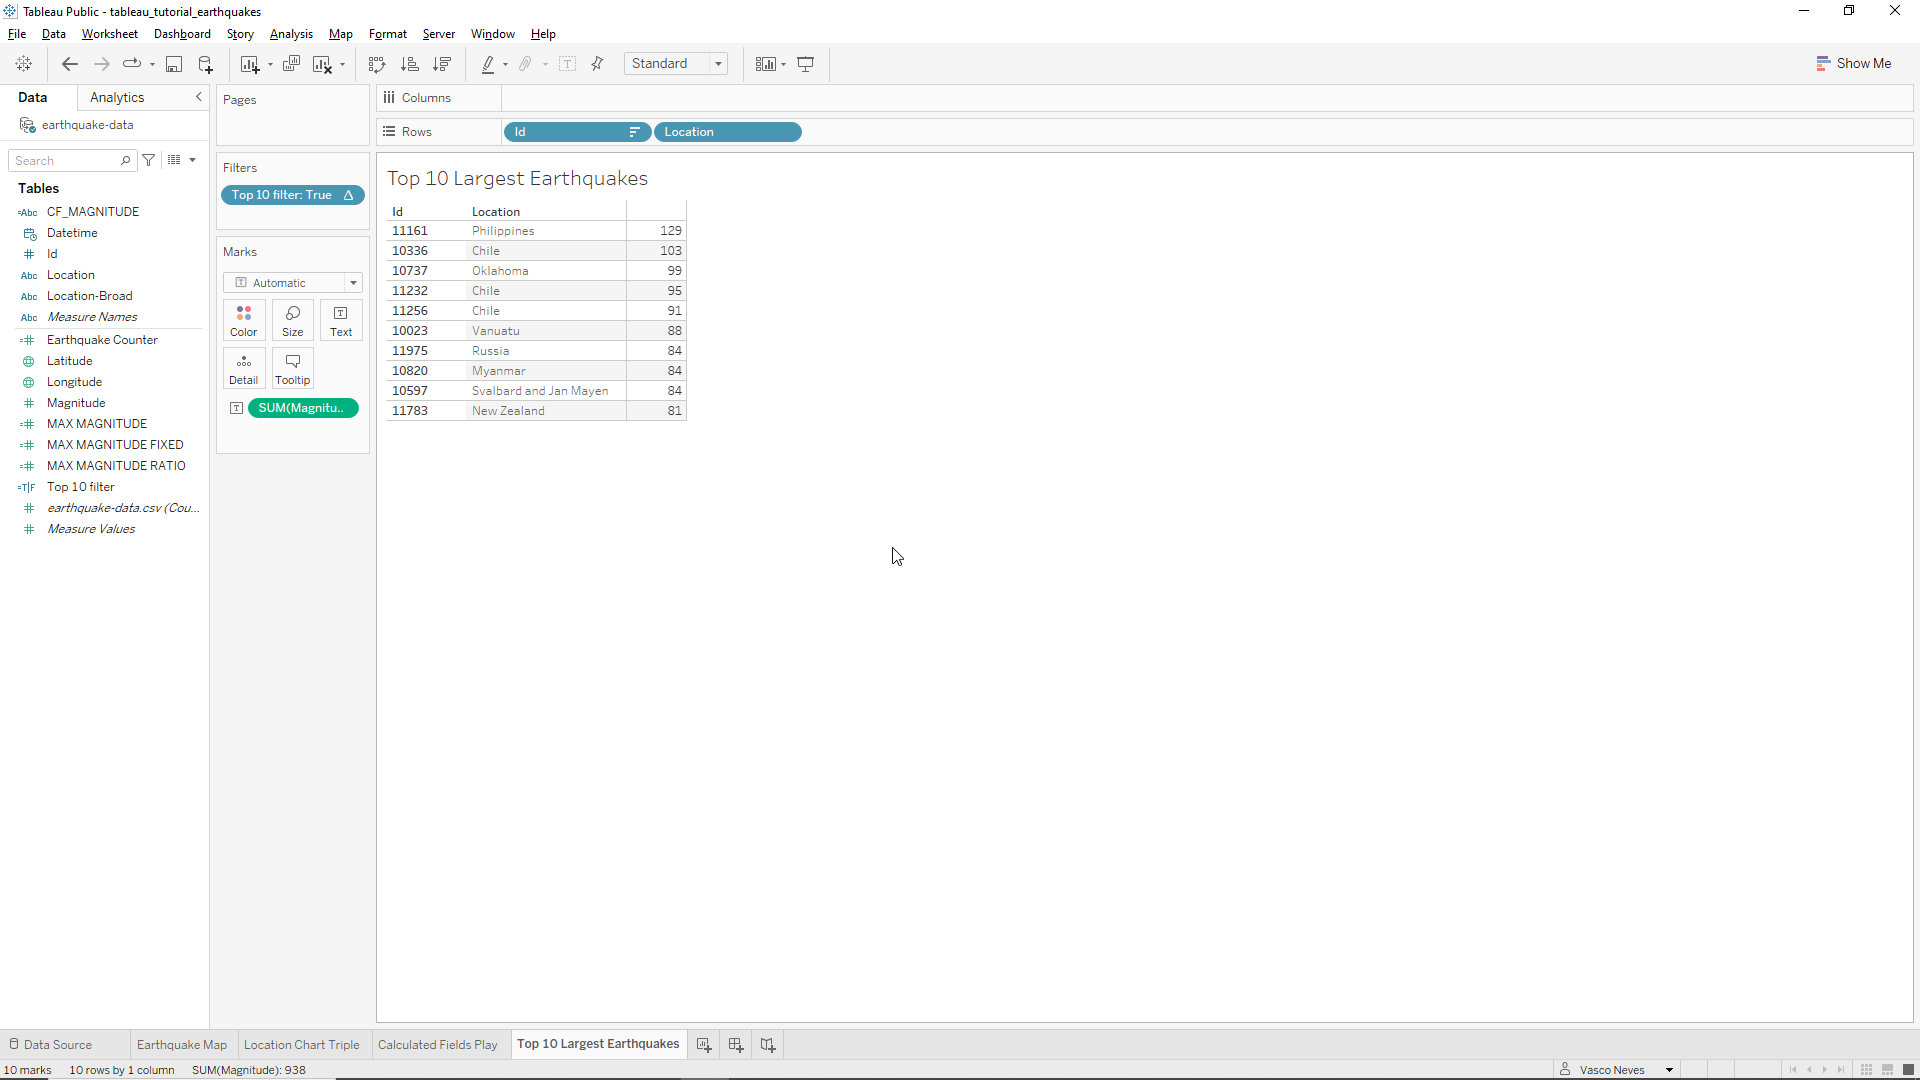 Tableau Public - tableau_tutorial_earthquakes
File Data Worksheet Dashboard Story Analysis Map Format Server Window Help
Standard
Show Me
Data Analytics
earthquake-data
Search
Tables
=Abc CF_MAGNITUDE
Datetime
Id
Abc Location
Abc Location-Broad
Abc Measure Names
Earthquake Counter
Latitude
Longitude
Magnitude
MAX MAGNITUDE
MAX MAGNITUDE FIXED
MAX MAGNITUDE RATIO
=T|F Top 10 filter
earthquake-data.csv (Cou...
Measure Values
Pages
Filters
Top 10 filter: True
Marks
Automatic
Color Size Text
Detail Tooltip
SUM(Magnitu..
Columns
Rows Id Location
Top 10 Largest Earthquakes
Id Location
11161 Philippines 129
10336 Chile 103
10737 Oklahoma 99
11232 Chile 95
11256 Chile 91
10023 Vanuatu 88
11975 Russia 84
10820 Myanmar 84
10597 Svalbard and Jan Mayen 84
11783 New Zealand 81
Data Source Earthquake Map Location Chart Triple Calculated Fields Play Top 10 Largest Earthquakes
10 marks 10 rows by 1 column SUM(Magnitude): 938 Vasco Neves